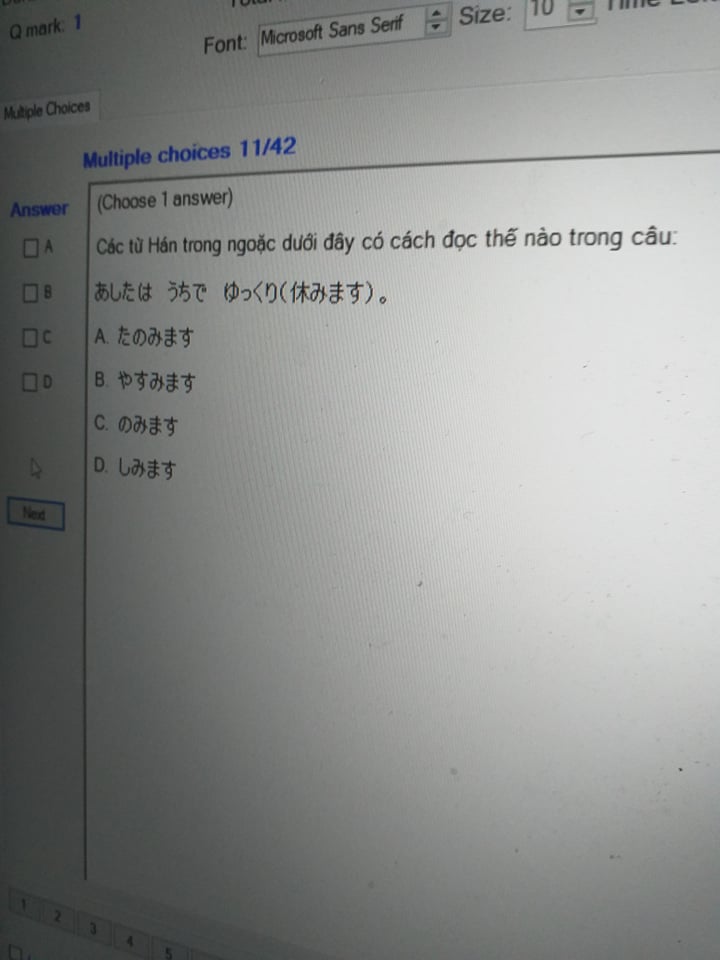 Q mark: 1
Font: Microsoft Sans Serif Size: 10
Multiple Choices
Multiple choices 11/42
Answer
(Choose 1 answer)
A
Các từ Hán trong ngoặc dưới đây có cách đọc thế nào trong câu:
B
あしたは うちで ゆっくり(休みます)。
C
A. たのみます
D
B. やすみます
C. のみます
D. しみます
Next
1 2 3 4 5